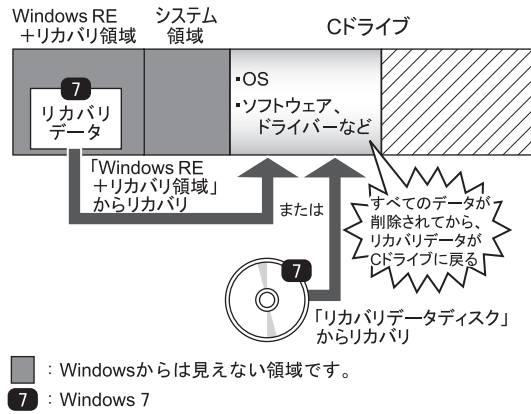 Windows RE
＋リカバリ領域
システム
領域
Cドライブ
7
リカバリ
データ
・OS
・ソフトウェア、
ドライバーなど
「Windows RE
＋リカバリ領域」
からリカバリ
または
すべてのデータが
削除されてから、
リカバリデータが
Cドライブに戻る
7
「リカバリデータディスク」
からリカバリ
：Windowsからは見えない領域です。
7：Windows 7